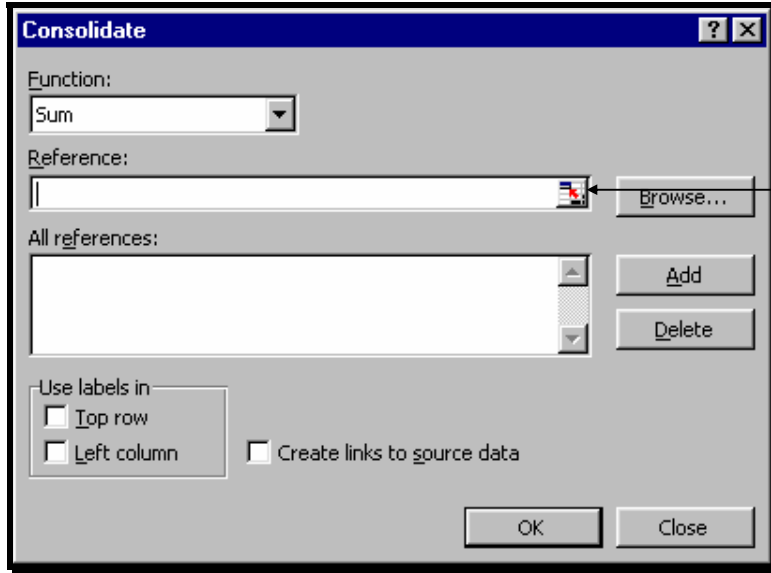 Consolidate
Function:
Sum
Reference:
Browse...
All references:
Add
Delete
Use labels in
Top row
Left column
Create links to source data
OK
Close